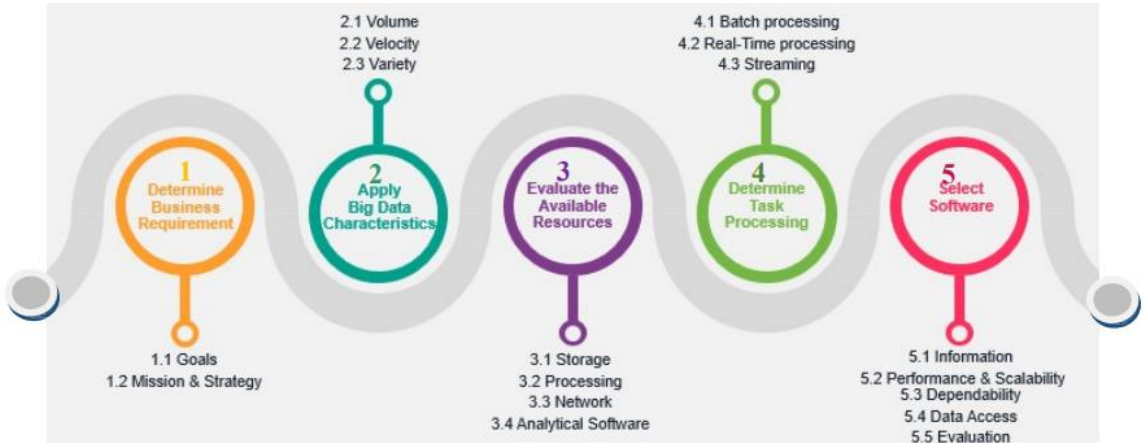 1
Determine
Business
Requirement
1.1 Goals
1.2 Mission & Strategy
2.1 Volume
2.2 Velocity
2.3 Variety
2
Apply
Big Data
Characteristics
3
Evaluate the
Available
Resources
3.1 Storage
3.2 Processing
3.3 Network
3.4 Analytical Software
4.1 Batch processing
4.2 Real-Time processing
4.3 Streaming
4
Determine
Task
Processing
5
Select
Software
5.1 Information
5.2 Performance & Scalability
5.3 Dependability
5.4 Data Access
5.5 Evaluation